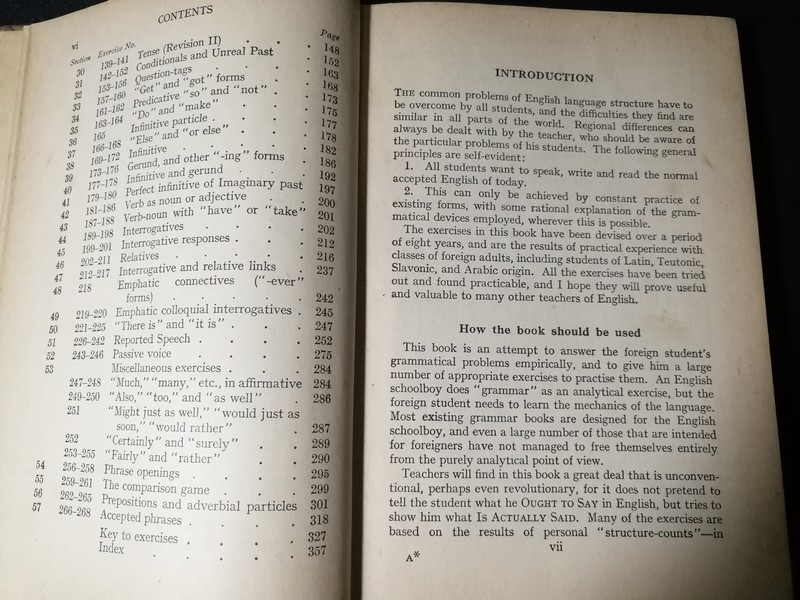 CONTENTS
vi
Section Exercise No. Page
30 139-141 Tense (Revision II) . . . 148
31 142-152 Conditionals and Unreal Past . 152
32 153-156 Question-tags . . . . 163
33 157-160 "Get" and "got" forms . . 168
34 161-162 Predicative "so" and "not" . . 173
35 163-164 "Do" and "make" . . . 175
36 165 Infinitive particle . . . . 177
37 166-168 "Else" and "or else" . . . 178
38 169-172 Infinitive . . . . . 182
39 173-176 Gerund, and other "-ing" forms . 186
40 177-178 Infinitive and gerund . . . 192
41 179-180 Perfect infinitive of Imaginary past 197
42 181-186 Verb as noun or adjective . . 200
43 187-188 Verb-noun with "have" or "take" 201
44 189-198 Interrogatives . . . . 202
45 199-201 Interrogative responses . . . 212
46 202-211 Relatives . . . . . 216
47 212-217 Interrogative and relative links . 237
48 218 Emphatic connectives ("-ever"
forms) . . . . . 242
49 219-220 Emphatic colloquial interrogatives . 245
50 221-225 "There is" and "it is" . . . 247
51 226-242 Reported Speech . . . . 252
52 243-246 Passive voice . . . . 275
53 Miscellaneous exercises . . . 284
247-248 "Much," "many," etc., in affirmative 284
249-250 "Also," "too," and "as well" . . 286
251 "Might just as well," "would just as
soon," "would rather" . . . 287
252 "Certainly" and "surely" . . 289
253-255 "Fairly" and "rather" . . . 290
54 256-258 Phrase openings . . . . 295
55 259-261 The comparison game . . . 299
56 262-265 Prepositions and adverbial particles 301
57 266-268 Accepted phrases . . . . 318
Key to exercises . . . . 327
Index . . . . . 357
INTRODUCTION
THE common problems of English language structure have to
be overcome by all students, and the difficulties they find are
similar in all parts of the world. Regional differences can
always be dealt with by the teacher, who should be aware of
the particular problems of his students. The following general
principles are self-evident:
1. All students want to speak, write and read the normal
accepted English of today.
2. This can only be achieved by constant practice of
existing forms, with some rational explanation of the gram-
matical devices employed, wherever this is possible.
The exercises in this book have been devised over a period
of eight years, and are the results of practical experience with
classes of foreign adults, including students of Latin, Teutonic,
Slavonic, and Arabic origin. All the exercises have been tried
out and found practicable, and I hope they will prove useful
and valuable to many other teachers of English.
How the book should be used
This book is an attempt to answer the foreign student's
grammatical problems empirically, and to give him a large
number of appropriate exercises to practise them. An English
schoolboy does "grammar" as an analytical exercise, but the
foreign student needs to learn the mechanics of the language.
Most existing grammar books are designed for the English
schoolboy, and even a large number of those that are intended
for foreigners have not managed to free themselves entirely
from the purely analytical point of view.
Teachers will find in this book a great deal that is unconven-
tional, perhaps even revolutionary, for it does not pretend to
tell the student what he OUGHT TO SAY in English, but tries to
show him what IS ACTUALLY SAID. Many of the exercises are
based on the results of personal "structure-counts"—in
vii
A*